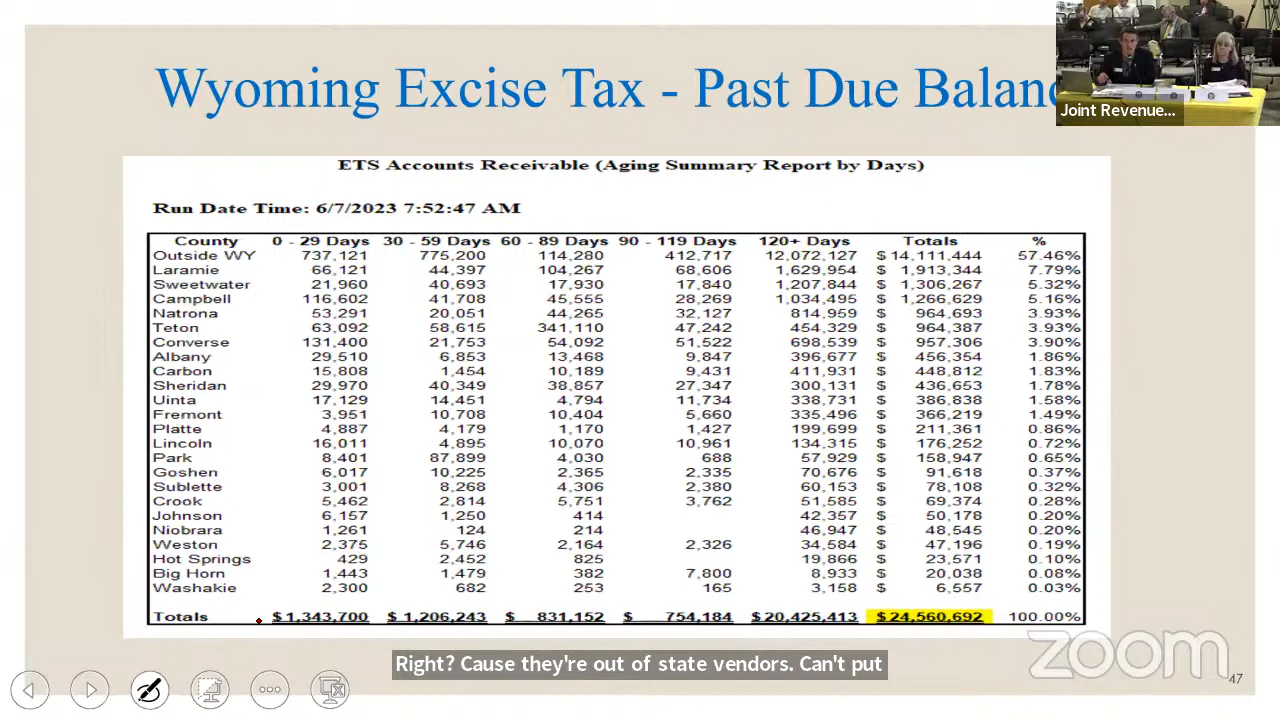 Wyoming Excise Tax - Past Due Balanc
Joint Revenue...
ETS Accounts Receivable (Aging Summary Report by Days)
Run Date Time: 6/7/2023 7:52:47 AM
County 0 - 29 Days 30 - 59 Days 60 - 89 Days 90 - 119 Days 120+ Days Totals %
Outside WY 737,121 775,200 114,280 412,717 12,072,127 $ 14,111,444 57.46%
Laramie 66,121 44,397 104,267 68,606 1,629,954 $ 1,913,344 7.79%
Sweetwater 21,960 40,693 17,930 17,840 1,207,844 $ 1,306,267 5.32%
Campbell 116,602 41,708 45,555 28,269 1,034,495 $ 1,266,629 5.16%
Natrona 53,291 20,051 44,265 32,127 814,959 $ 964,693 3.93%
Teton 63,092 58,615 341,110 47,242 454,329 $ 964,387 3.93%
Converse 131,400 21,753 54,092 51,522 698,539 $ 957,306 3.90%
Albany 29,510 6,853 13,468 9,847 396,677 $ 456,354 1.86%
Carbon 15,808 1,454 10,189 9,431 411,931 $ 448,812 1.83%
Sheridan 29,970 40,349 38,857 27,347 300,131 $ 436,653 1.78%
Uinta 17,129 14,451 4,794 11,734 338,731 $ 386,838 1.58%
Fremont 3,951 10,708 10,404 5,660 335,496 $ 366,219 1.49%
Platte 4,887 4,179 1,170 1,427 199,699 $ 211,361 0.86%
Lincoln 16,011 4,895 10,070 10,961 134,315 $ 176,252 0.72%
Park 8,401 87,899 4,030 688 57,929 $ 158,947 0.65%
Goshen 6,017 10,225 2,365 2,335 70,676 $ 91,618 0.37%
Sublette 3,001 8,268 4,306 2,380 60,153 $ 78,108 0.32%
Crook 5,462 2,814 5,751 3,762 51,585 $ 69,374 0.28%
Johnson 6,157 1,250 414 42,357 $ 50,178 0.20%
Niobrara 1,261 124 214 46,947 $ 48,545 0.20%
Weston 2,375 5,746 2,164 2,326 34,584 $ 47,196 0.19%
Hot Springs 429 2,452 825 19,866 $ 23,571 0.10%
Big Horn 1,443 1,479 382 7,800 8,933 $ 20,038 0.08%
Washakie 2,300 682 253 165 3,158 $ 6,557 0.03%
Totals $ 1,343,700 $ 1,206,243 $ 831,152 $ 754,184 $ 20,425,413 $ 24,560,692 100.00%
Right? Cause they're out of state vendors. Can't put
zoom
47